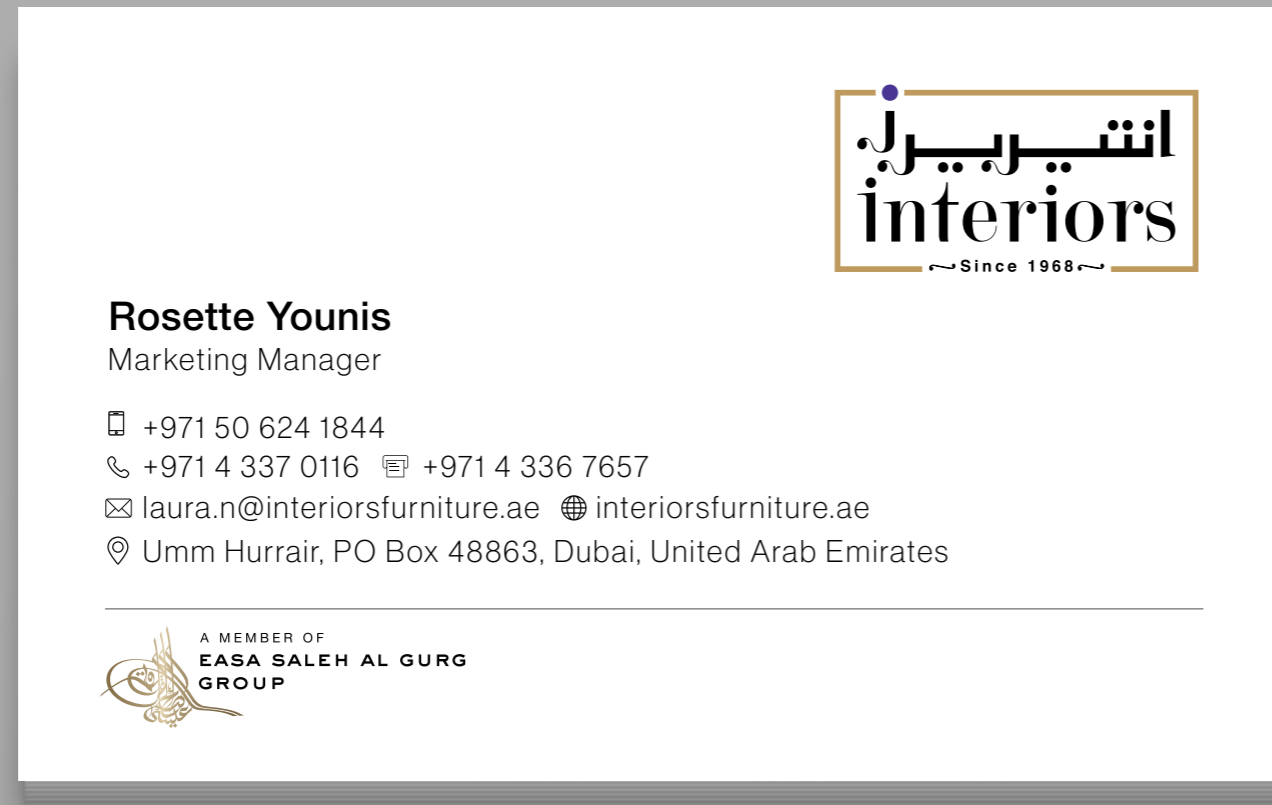 انتيريرز
interiors
Since 1968
Rosette Younis
Marketing Manager
+971 50 624 1844
+971 4 337 0116 +971 4 336 7657
laura.n@interiorsfurniture.ae interiorsfurniture.ae
Umm Hurrair, PO Box 48863, Dubai, United Arab Emirates
A MEMBER OF
EASA SALEH AL GURG
GROUP